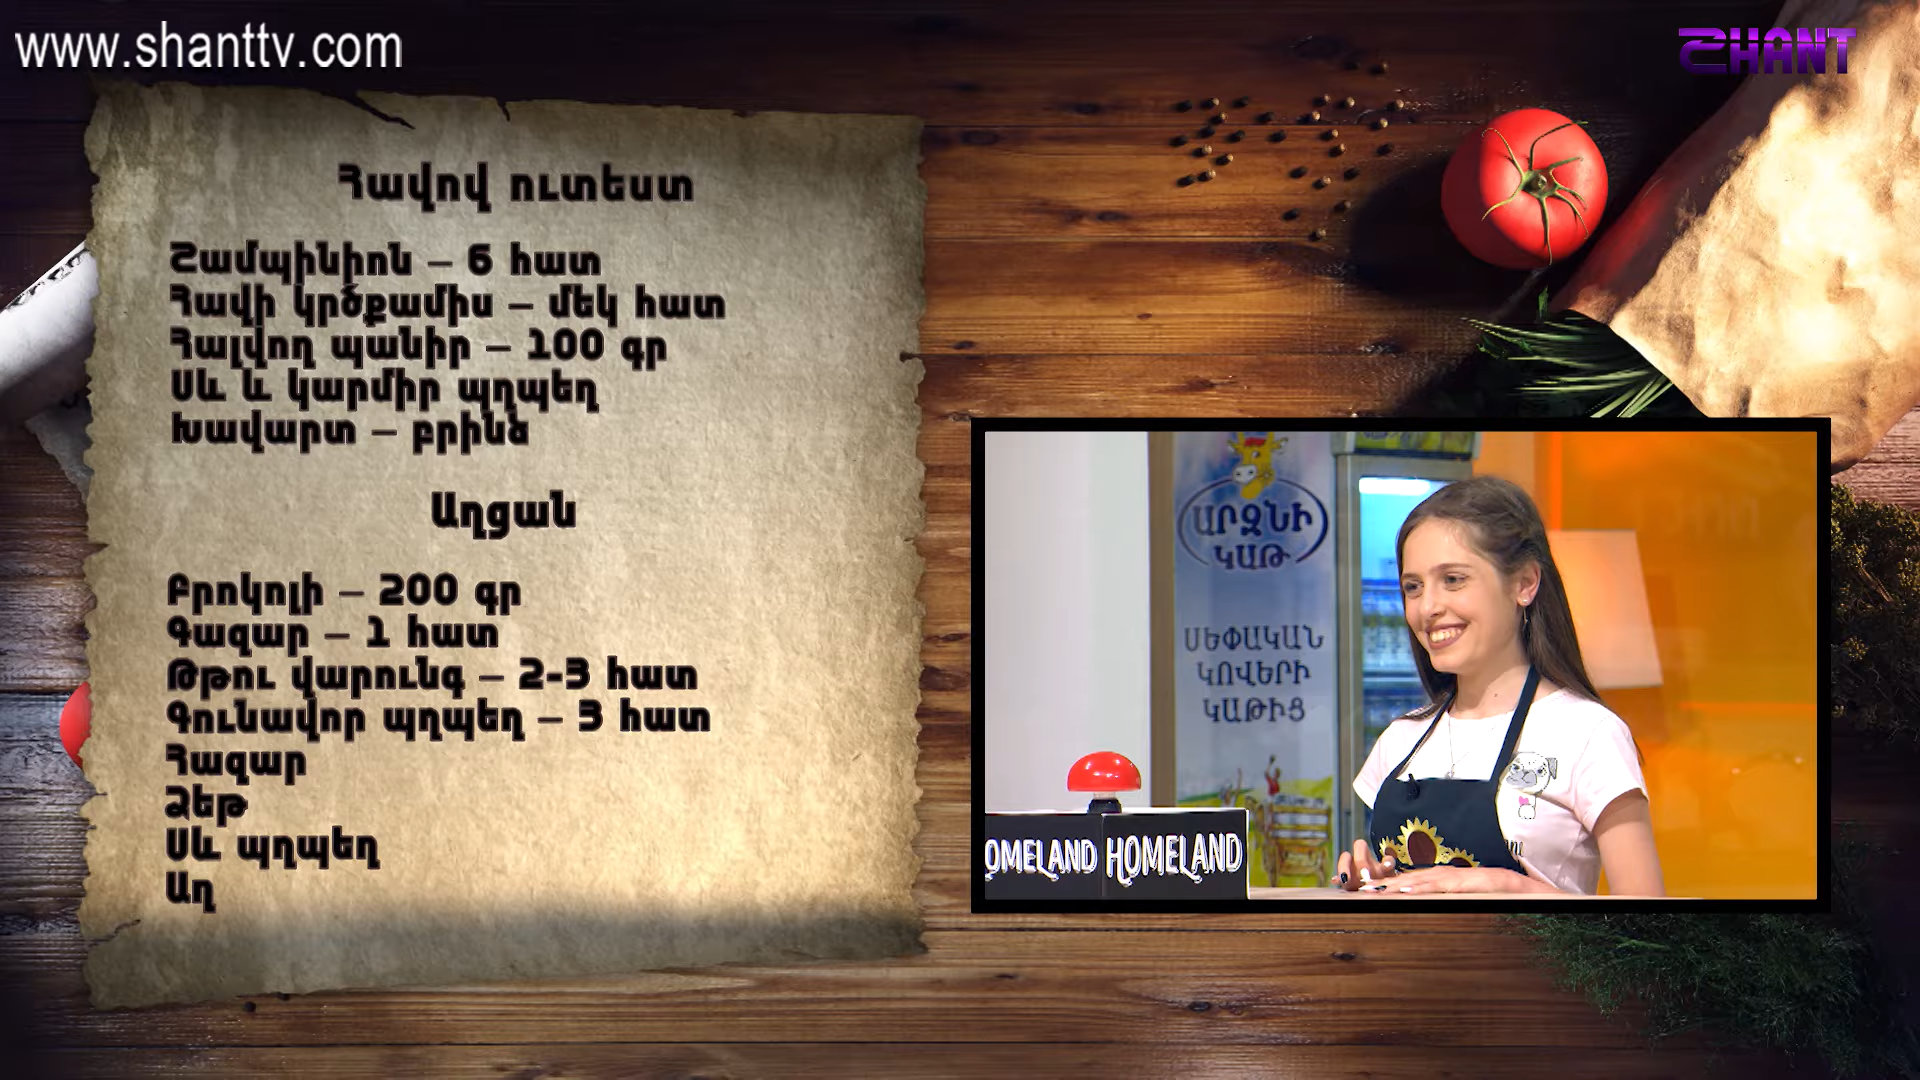 www.shanttv.com
SHANT
Հավով ուտեստ
Շամպինիոն – 6 հատ
Հավի կրծքամիս – մեկ հատ
Հալվող պանիր – 100 գր
Սև և կարմիր պղպեղ
Խավարտ – բրինձ
Աղցան
Բրոկոլի – 200 գր
Գազար – 1 հատ
Թթու վարունգ – 2-3 հատ
Գունավոր պղպեղ – 3 հատ
Հազար
Ձեթ
Սև պղպեղ
Աղ
ԱՐԶՆԻ
ԿԱԹ
ՍԵՓԱԿԱՆ
ԿՈՎԵՐԻ
ԿԱԹԻՑ
OMELAND HOMELAND